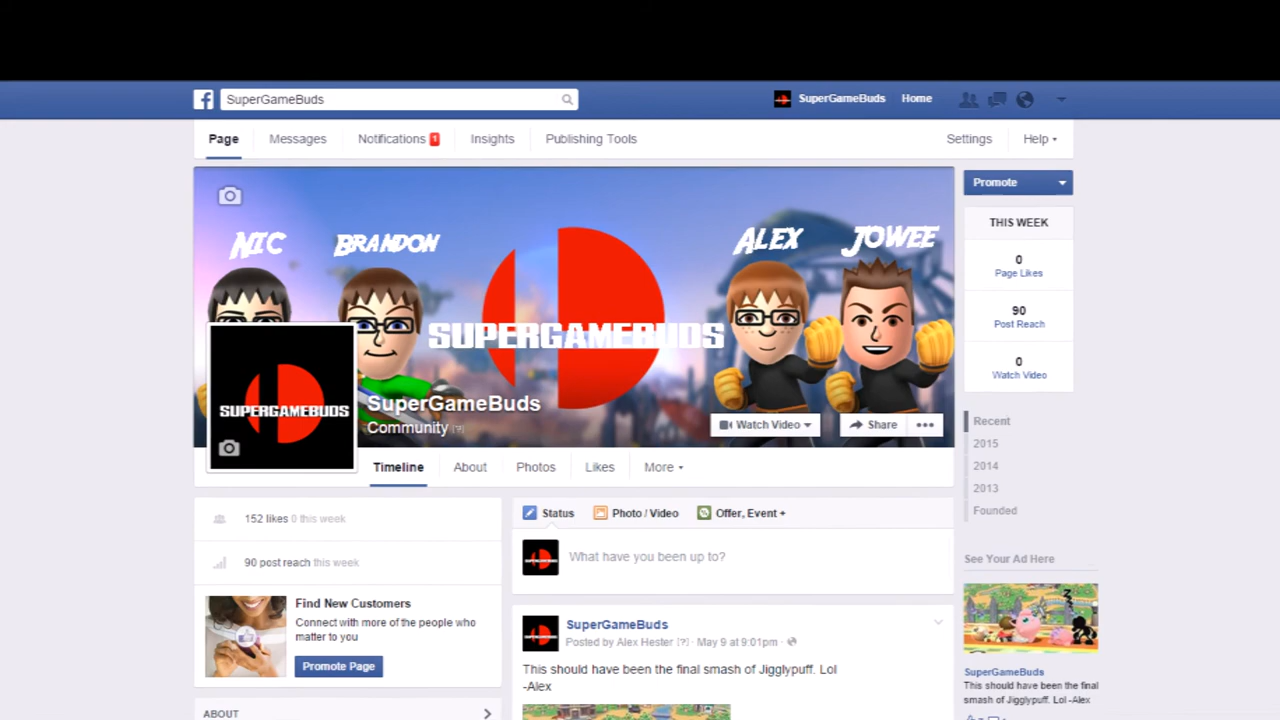 SuperGameBuds
SuperGameBuds Home
Page Messages Notifications 1 Insights Publishing Tools Settings Help
NIC BRANDON ALEX JOWEE
SUPERGAMEBUDS
SUPERGAMEBUDS
SuperGameBuds
Community [?]
Watch Video Share
Timeline About Photos Likes More
Promote
THIS WEEK
0
Page Likes
90
Post Reach
0
Watch Video
Recent
2015
2014
2013
Founded
152 likes 0 this week
90 post reach this week
Find New Customers
Connect with more of the people who
matter to you
Promote Page
ABOUT
Status Photo / Video Offer, Event +
What have you been up to?
SuperGameBuds
Posted by Alex Hester [?] · May 9 at 9:01pm ·
This should have been the final smash of Jigglypuff. Lol
-Alex
See Your Ad Here
SuperGameBuds
This should have been the final
smash of Jigglypuff. Lol -Alex